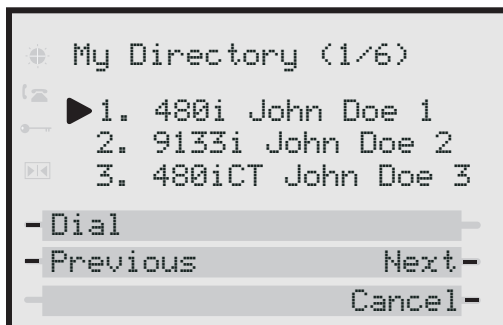 My Directory (1/6)
1. 480i John Doe 1
2. 9133i John Doe 2
3. 480iCT John Doe 3
Dial
Previous Next
Cancel